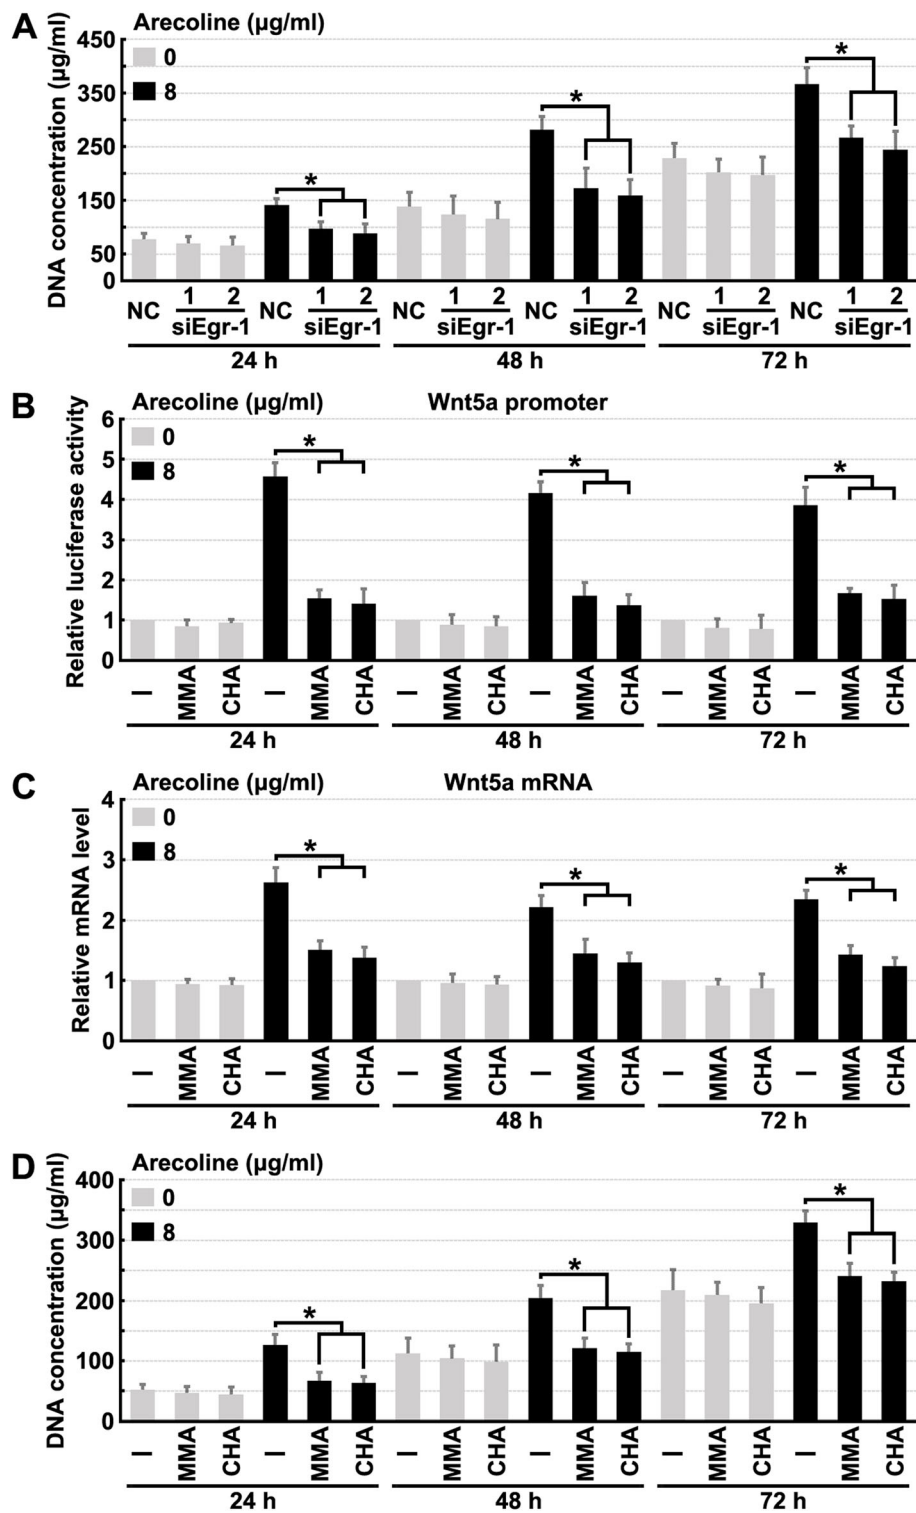 A
Arecoline (µg/ml)
0
8
DNA concentration (µg/ml)
450
350
250
150
50
0
*
*
*
NC 1 2 NC 1 2 NC 1 2 NC 1 2 NC 1 2 NC 1 2
siEgr-1 siEgr-1 siEgr-1 siEgr-1 siEgr-1 siEgr-1
24 h 48 h 72 h
B
Arecoline (µg/ml) Wnt5a promoter
0
8
Relative luciferase activity
6
5
4
3
2
1
0
*
*
*
– MMA CHA – MMA CHA – MMA CHA – MMA CHA – MMA CHA – MMA CHA
24 h 48 h 72 h
C
Arecoline (µg/ml) Wnt5a mRNA
0
8
Relative mRNA level
4
3
2
1
0
*
*
*
– MMA CHA – MMA CHA – MMA CHA – MMA CHA – MMA CHA – MMA CHA
24 h 48 h 72 h
D
Arecoline (µg/ml)
0
8
DNA concentration (µg/ml)
400
300
200
100
0
*
*
*
– MMA CHA – MMA CHA – MMA CHA – MMA CHA – MMA CHA – MMA CHA
24 h 48 h 72 h